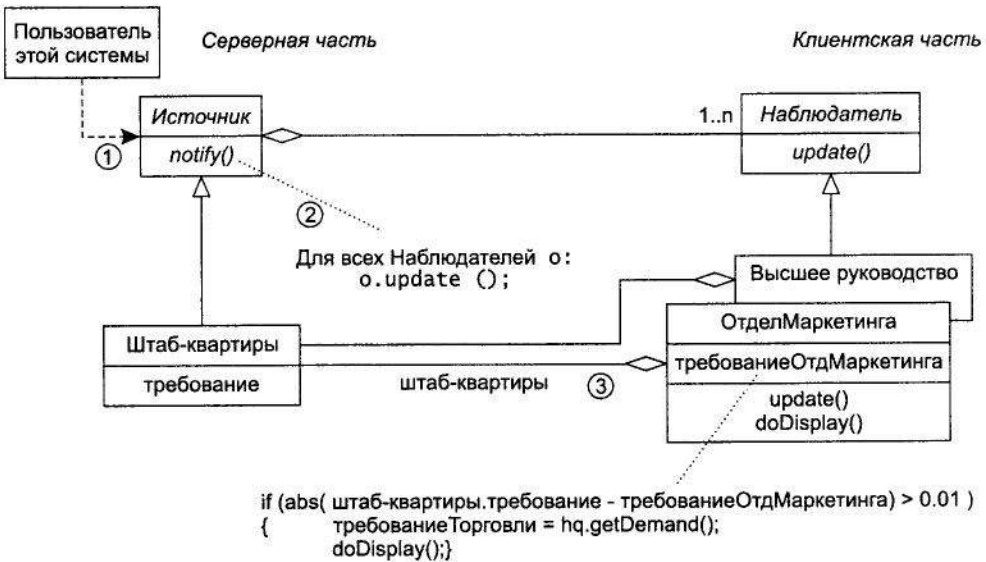 Пользователь
этой системы
Серверная часть
Клиентская часть
Источник
notify()
1..n
Наблюдатель
update()
1
2
Для всех Наблюдателей o:
o.update ();
Высшее руководство
ОтделМаркетинга
требованиеОтдМаркетинга
update()
doDisplay()
Штаб-квартиры
требование
штаб-квартиры
3
if (abs( штаб-квартиры.требование - требованиеОтдМаркетинга) > 0.01 )
{ требованиеТорговли = hq.getDemand();
doDisplay();}